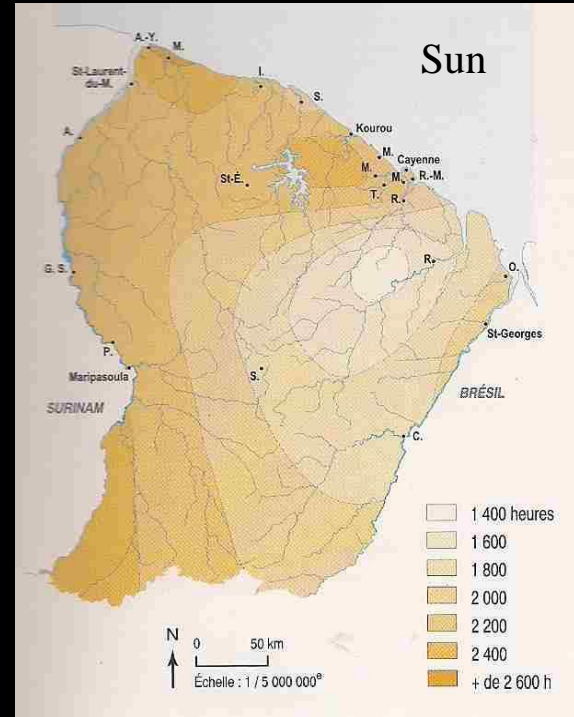 Sun
A.-Y.
M.
St-Laurent-
du-M.
I.
S.
A.
Kourou
M.
Cayenne
M.
M.
R.-M.
St-É.
T.
R.
R.
O.
G. S.
St-Georges
P.
Maripasoula
S.
SURINAM
BRÉSIL
C.
1 400 heures
1 600
1 800
2 000
2 200
2 400
+ de 2 600 h
N
0 50 km
Échelle : 1 / 5 000 000e